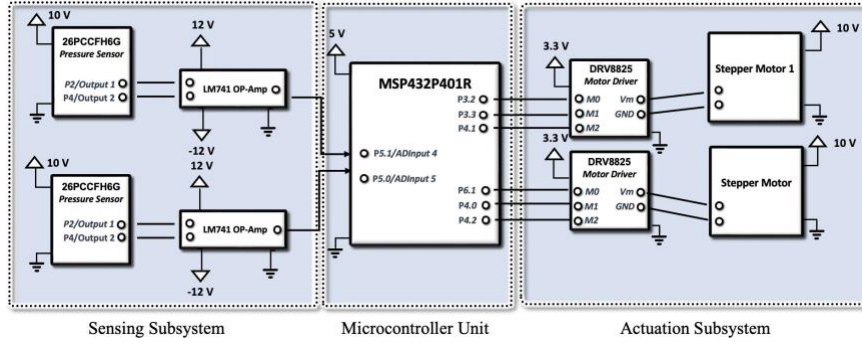 10 V
26PCCFH6G
Pressure Sensor
P2/Output 1
P4/Output 2
12 V
LM741 OP-Amp
-12 V
10 V
26PCCFH6G
Pressure Sensor
P2/Output 1
P4/Output 2
12 V
LM741 OP-Amp
-12 V
Sensing Subsystem
5 V
MSP432P401R
P3.2
P3.3
P4.1
P5.1/ADInput 4
P5.0/ADInput 5
P6.1
P4.0
P4.2
Microcontroller Unit
3.3 V
DRV8825
Motor Driver
M0 Vm
M1 GND
M2
10 V
Stepper Motor 1
3.3 V
DRV8825
Motor Driver
M0 Vm
M1 GND
M2
10 V
Stepper Motor
Actuation Subsystem